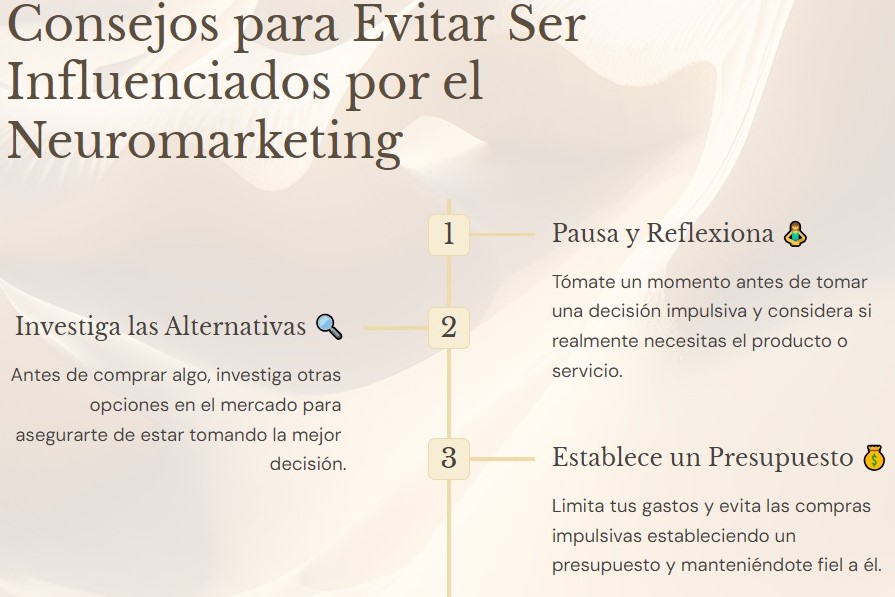 Consejos para Evitar Ser
Influenciados por el
Neuromarketing
1
Pausa y Reflexiona
Tómate un momento antes de tomar
una decisión impulsiva y considera si
realmente necesitas el producto o
servicio.
2
Investiga las Alternativas
Antes de comprar algo, investiga otras
opciones en el mercado para
asegurarte de estar tomando la mejor
decisión.
3
Establece un Presupuesto
Limita tus gastos y evita las compras
impulsivas estableciendo un
presupuesto y manteniéndote fiel a él.